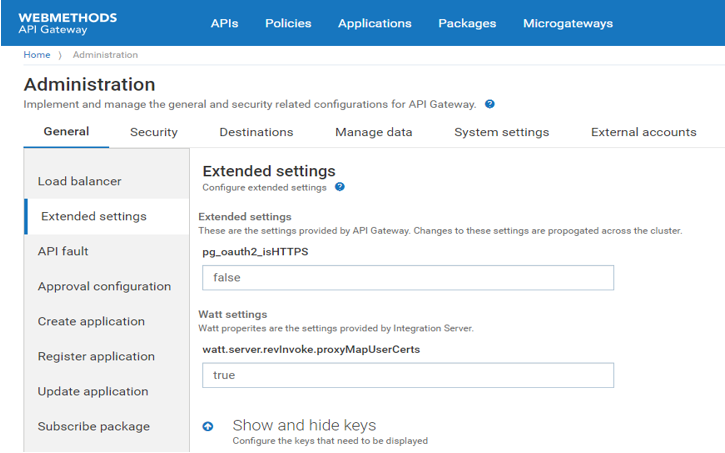 WEBMETHODS
API Gateway
APIs Policies Applications Packages Microgateways
Home 〉 Administration
Administration
Implement and manage the general and security related configurations for API Gateway. ?
General Security Destinations Manage data System settings External accounts
Load balancer
Extended settings
API fault
Approval configuration
Create application
Register application
Update application
Subscribe package
Extended settings
Configure extended settings ?
Extended settings
These are the settings provided by API Gateway. Changes to these settings are propogated across the cluster.
pg_oauth2_isHTTPS
false
Watt settings
Watt properites are the settings provided by Integration Server.
watt.server.revInvoke.proxyMapUserCerts
true
Show and hide keys
Configure the keys that need to be displayed